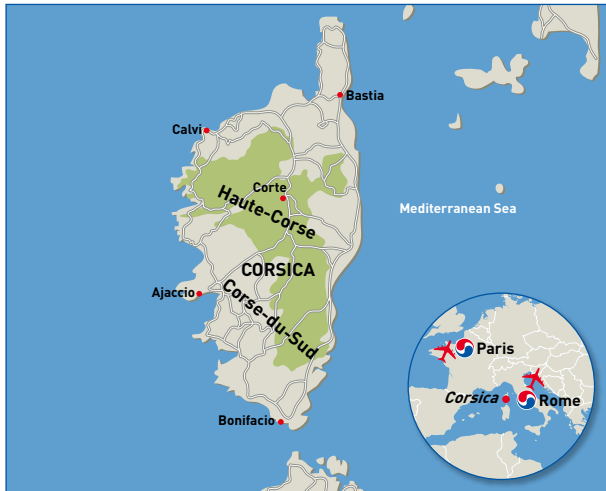 Bastia
Calvi
Corte
Haute-Corse
Mediterranean Sea
CORSICA
Ajaccio
Corse-du-Sud
Paris
Corsica
Rome
Bonifacio